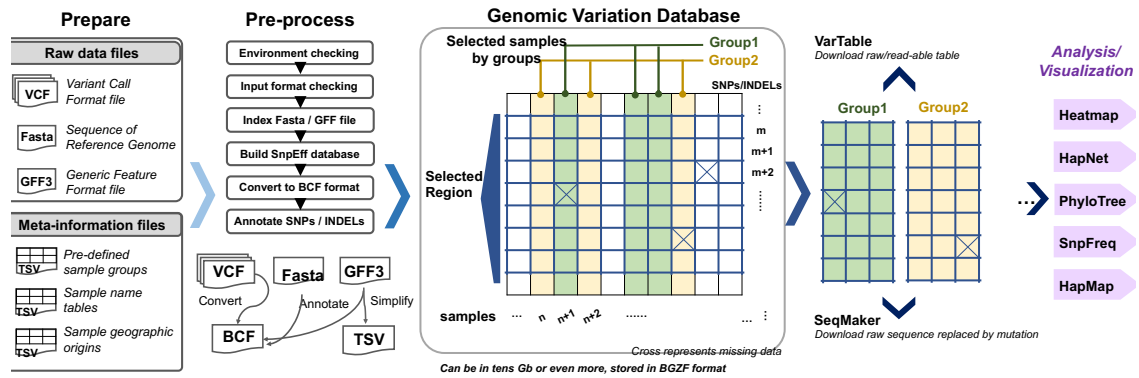 Prepare
Raw data files
VCF
Variant Call
Format file
Fasta
Sequence of
Reference Genome
GFF3
Generic Feature
Format file
Meta-information files
TSV
Pre-defined
sample groups
TSV
Sample name
tables
TSV
Sample geographic
origins
Pre-process
Environment checking
Input format checking
Index Fasta / GFF file
Build SnpEff database
Convert to BCF format
Annotate SNPs / INDELs
VCF
Fasta
GFF3
Convert
Annotate
Simplify
BCF
TSV
Genomic Variation Database
Selected samples
by groups
Group1
Group2
SNPs/INDELs
⋮
m
m+1
m+2
⋮
Selected
Region
samples
... n n+1 n+2 ...... ... ⋮
Cross represents missing data
Can be in tens Gb or even more, stored in BGZF format
VarTable
Download raw/read-able table
Group1
Group2
SeqMaker
Download raw sequence replaced by mutation
...
Analysis/
Visualization
Heatmap
HapNet
PhyloTree
SnpFreq
HapMap